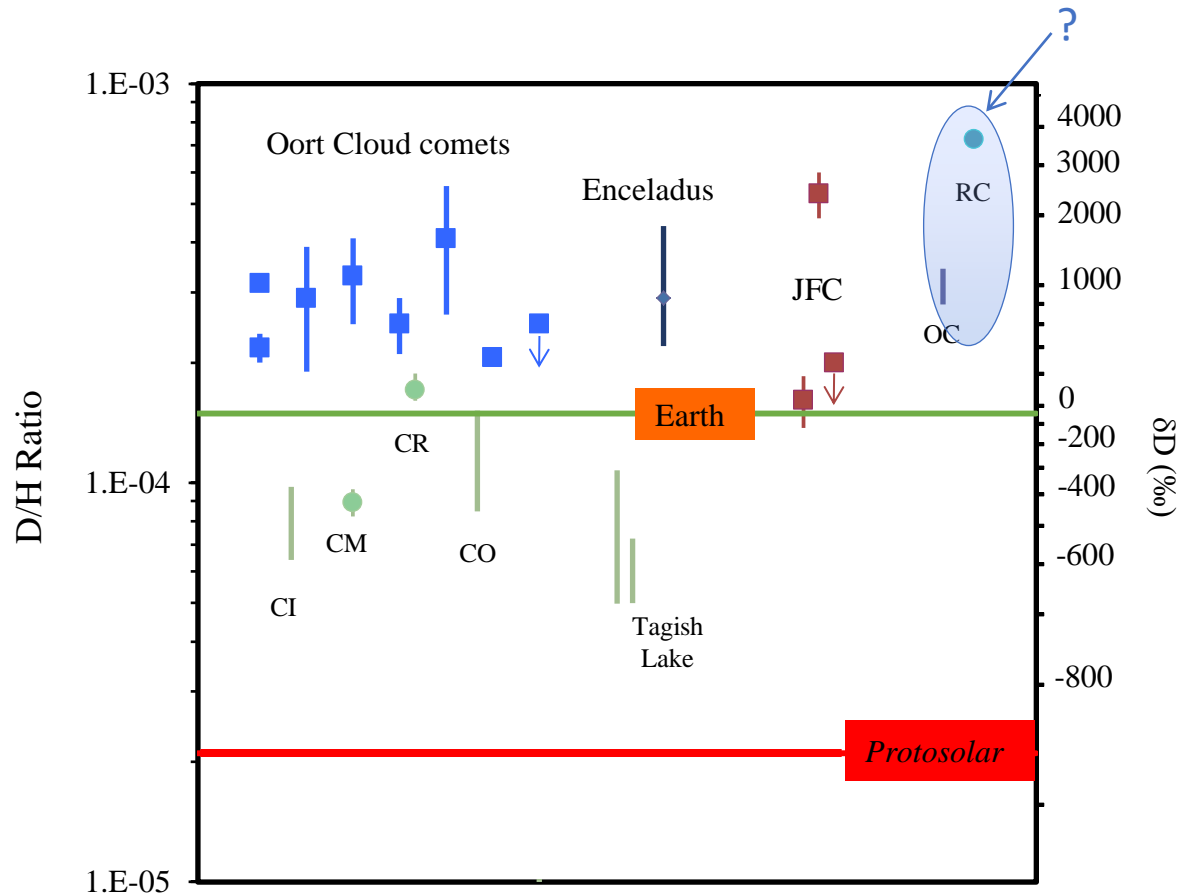 ?
1.E-03
4000
Oort Cloud comets
3000
Enceladus
RC
2000
JFC
1000
OC
D/H Ratio
Earth
0
CR
-200
δD (‰)
1.E-04
-400
CM
CO
-600
CI
Tagish
Lake
-800
Protosolar
1.E-05